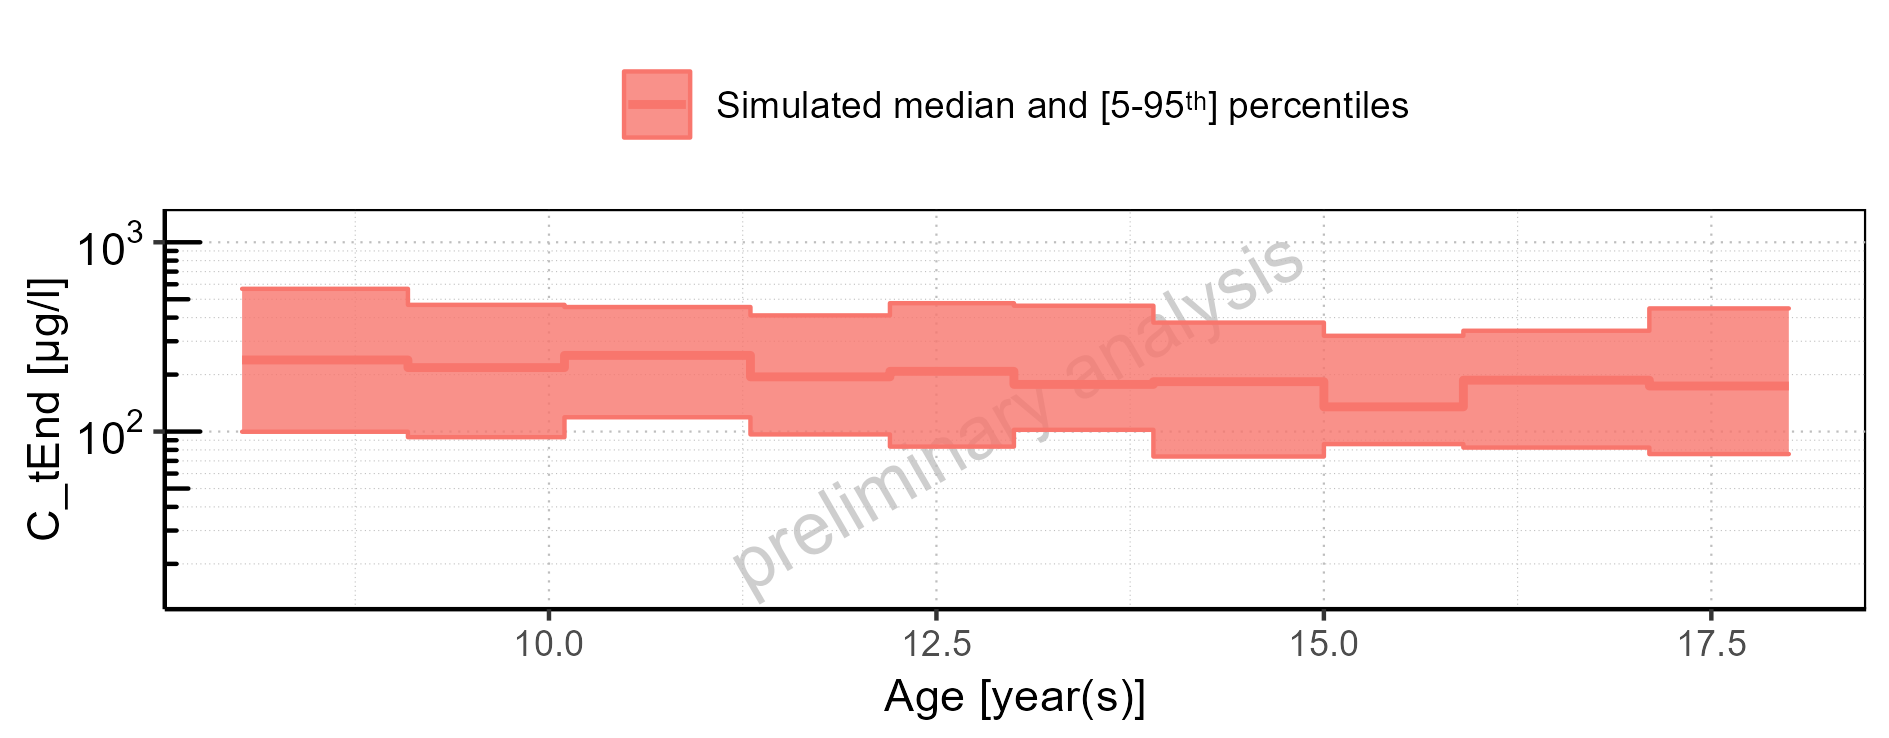 Simulated median and [5-95ᵗʰ] percentiles
10³
10²
C_tEnd [µg/l]
preliminary analysis
10.0 12.5 15.0 17.5
Age [year(s)]